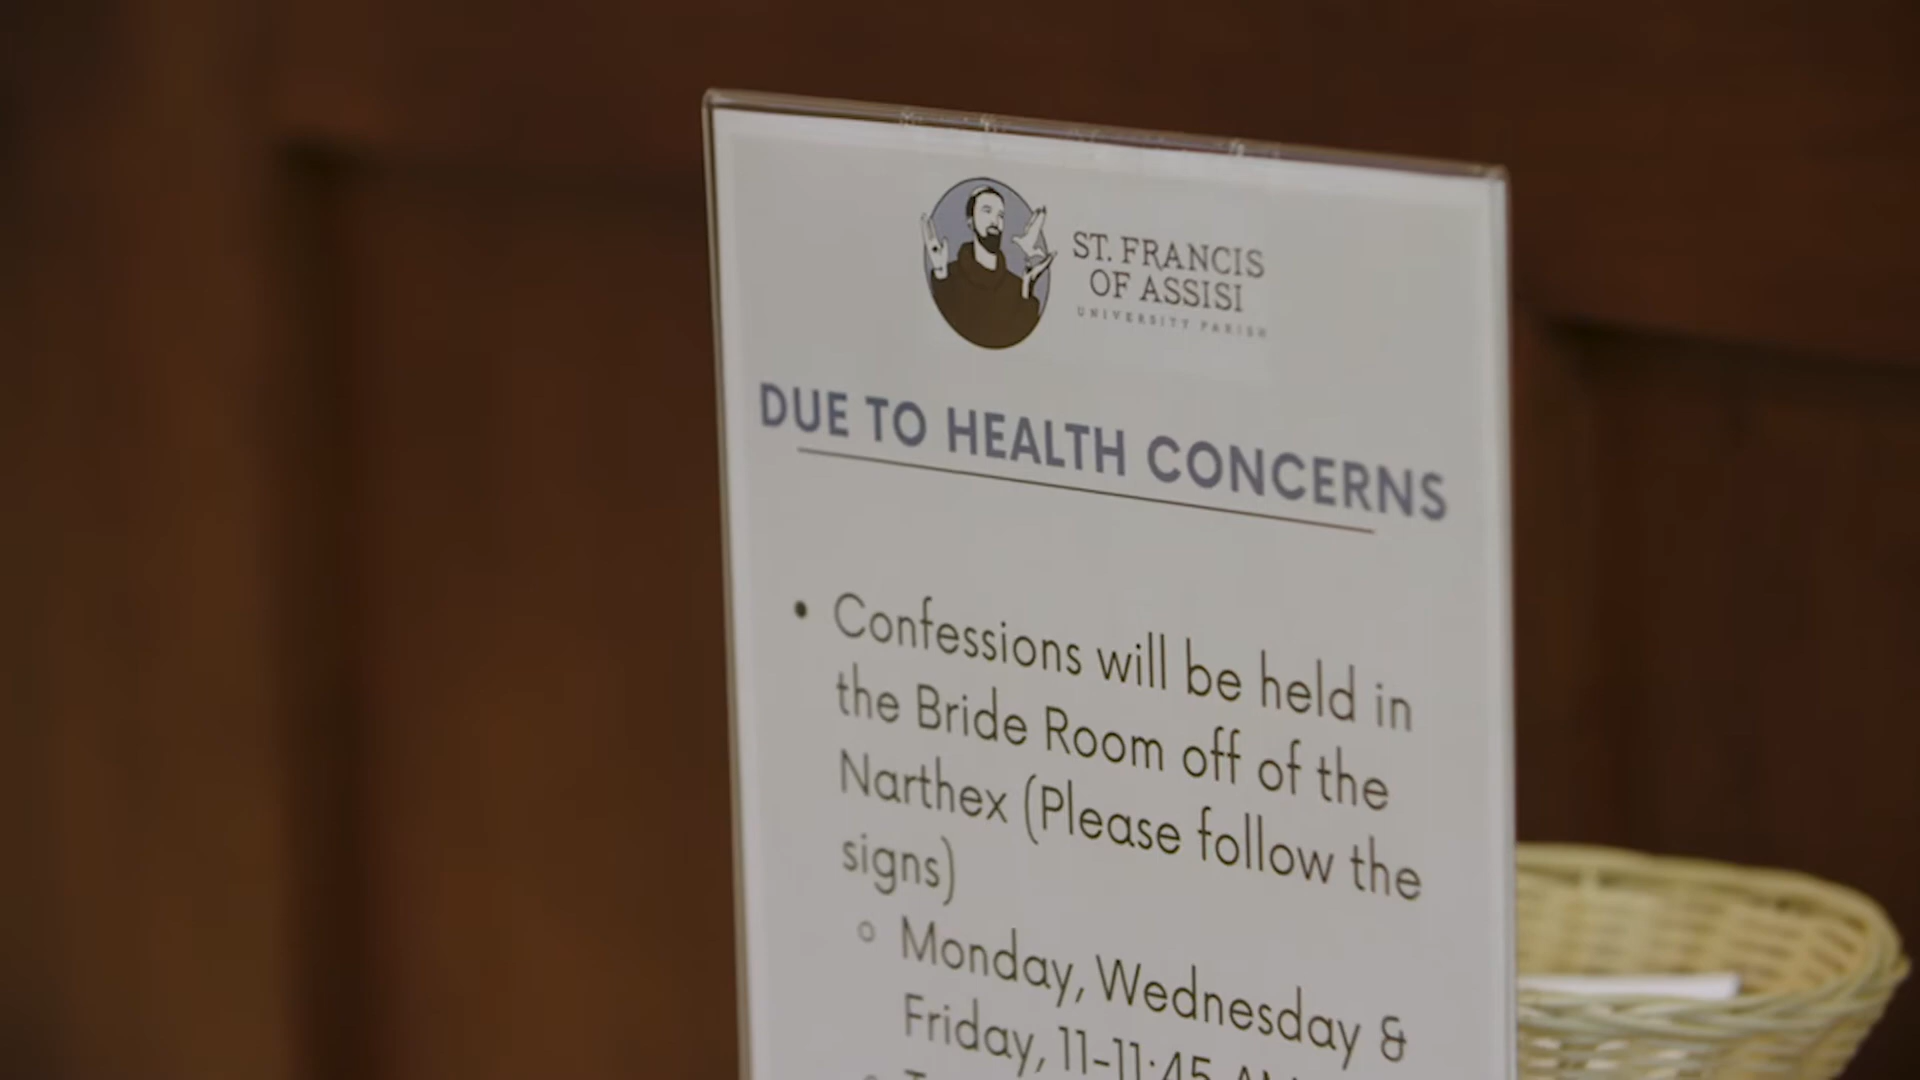 ST. FRANCIS
OF ASSISI
UNIVERSITY PARISH
DUE TO HEALTH CONCERNS
• Confessions will be held in
the Bride Room off of the
Narthex (Please follow the
signs)
○ Monday, Wednesday &
Friday, 11-11:45 AM